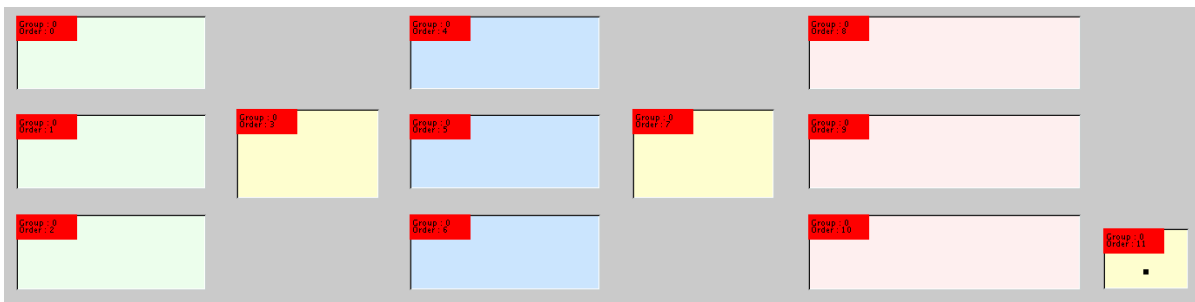 Group : 0
Order : 0
Group : 0
Order : 4
Group : 0
Order : 8
Group : 0
Order : 3
Group : 0
Order : 7
Group : 0
Order : 1
Group : 0
Order : 5
Group : 0
Order : 9
Group : 0
Order : 2
Group : 0
Order : 6
Group : 0
Order : 10
Group : 0
Order : 11